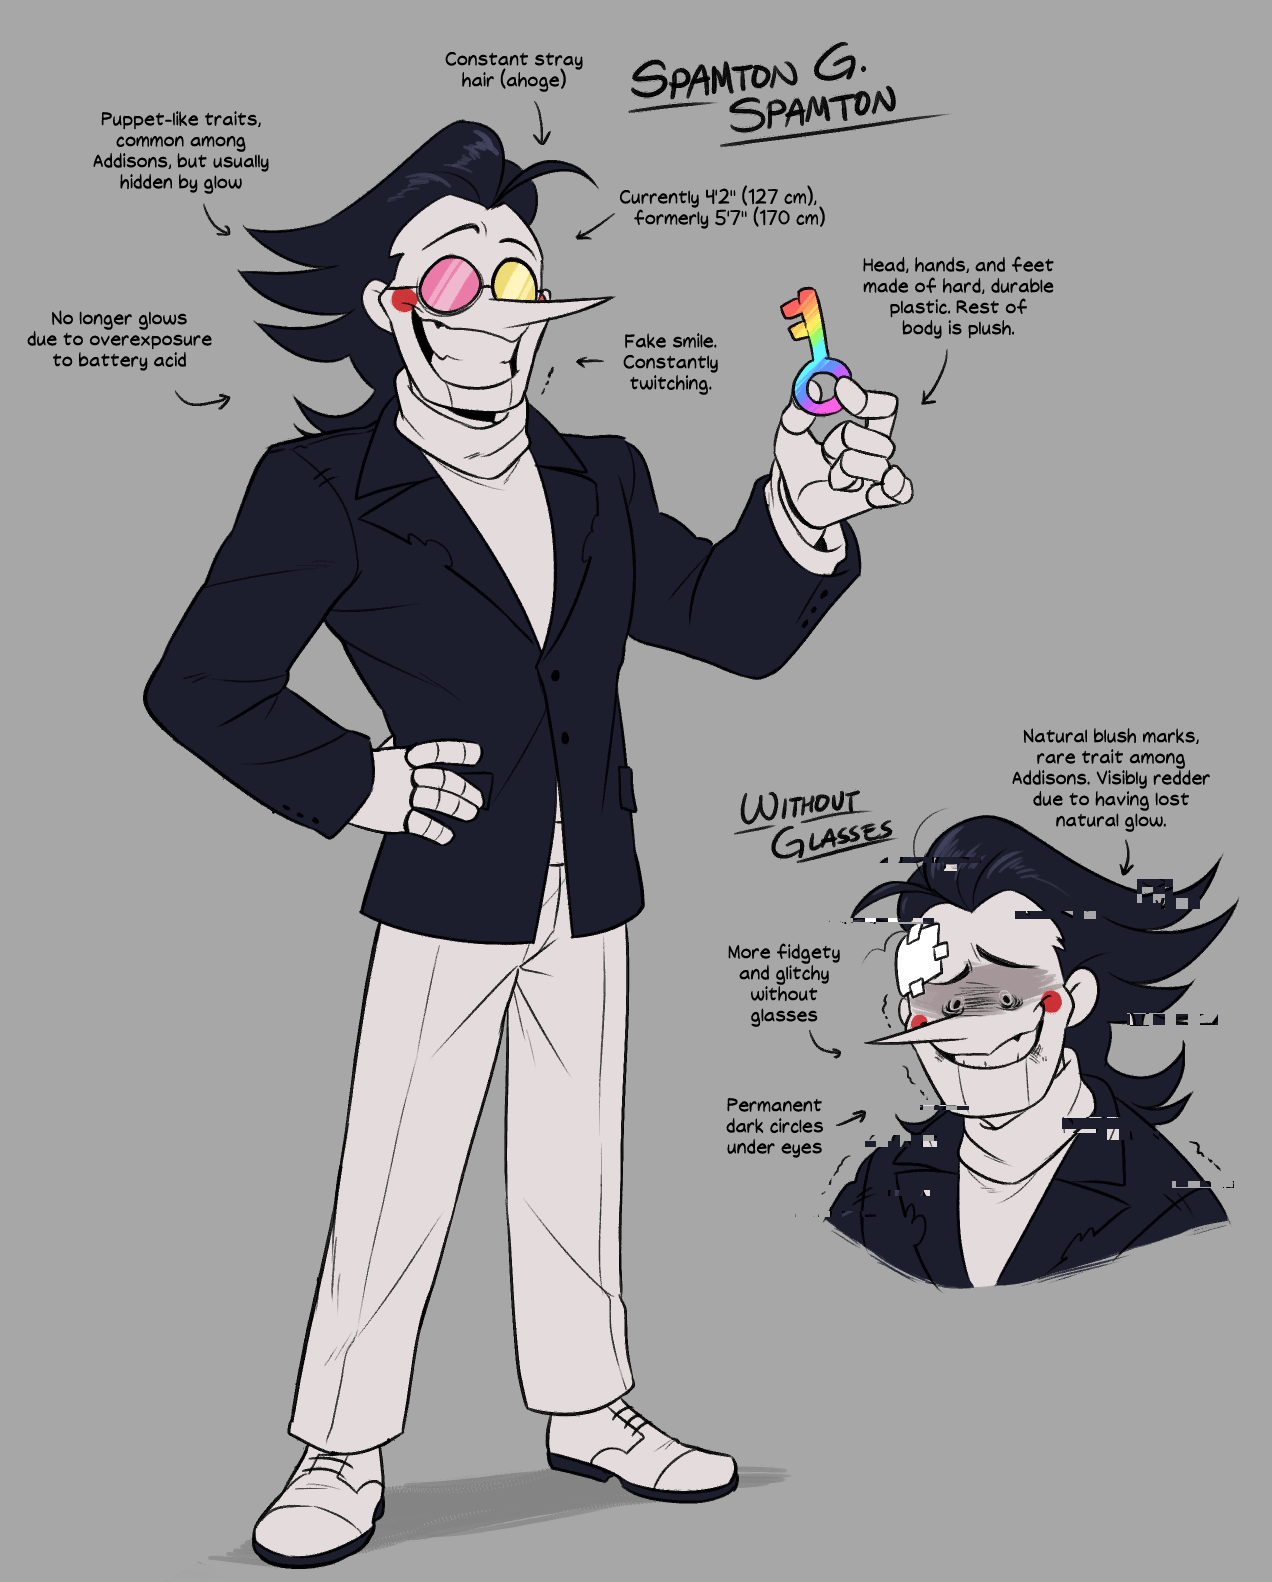 Constant stray
hair (ahoge)
SPAMTON G.
SPAMTON
Puppet-like traits,
common among
Addisons, but usually
hidden by glow
Currently 4'2" (127 cm),
formerly 5'7" (170 cm)
Head, hands, and feet
made of hard, durable
plastic. Rest of
body is plush.
No longer glows
due to overexposure
to battery acid
Fake smile.
Constantly
twitching.
Natural blush marks,
rare trait among
Addisons. Visibly redder
due to having lost
natural glow.
WITHOUT
GLASSES
More fidgety
and glitchy
without
glasses
Permanent
dark circles
under eyes